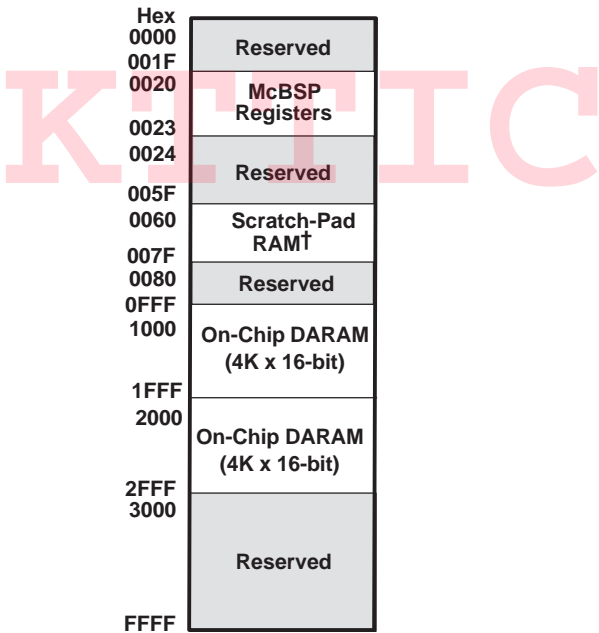 Hex
0000
Reserved
001F
0020
McBSP
Registers
0023
0024
Reserved
005F
0060
Scratch-Pad
RAM†
007F
0080
Reserved
0FFF
1000
On-Chip DARAM
(4K x 16-bit)
1FFF
2000
On-Chip DARAM
(4K x 16-bit)
2FFF
3000
Reserved
FFFF
KTTIC